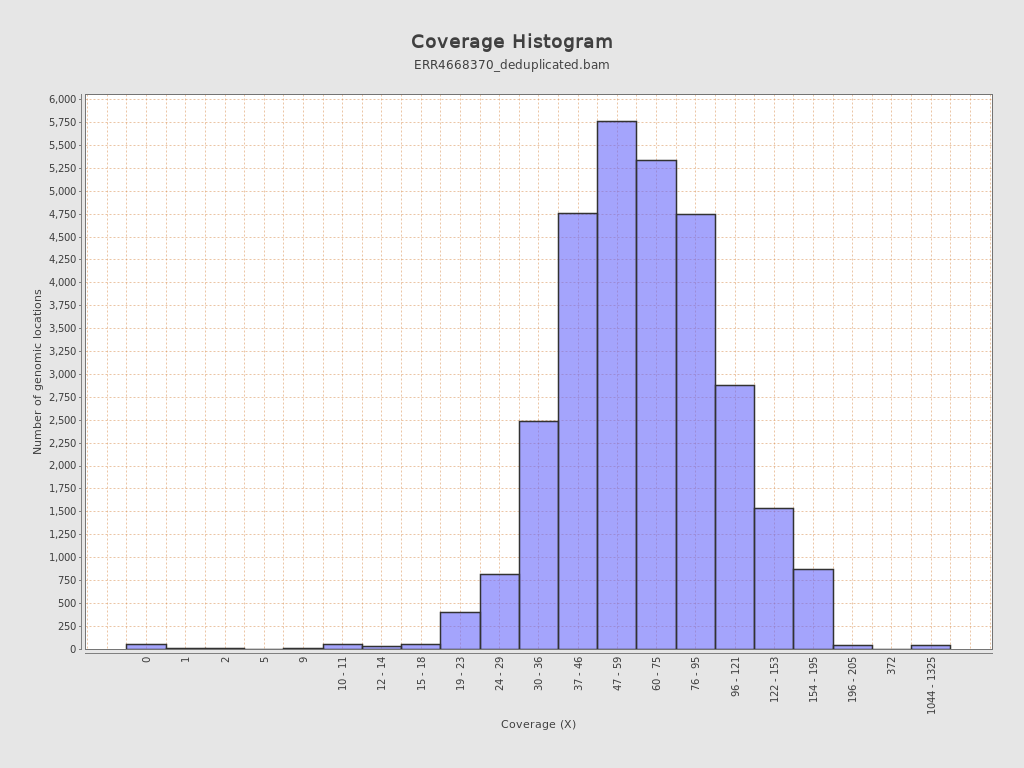 Coverage Histogram
ERR4668370_deduplicated.bam
6,000
5,750
5,500
5,250
5,000
4,750
4,500
4,250
4,000
3,750
3,500
3,250
3,000
2,750
2,500
2,250
2,000
1,750
1,500
1,250
1,000
750
500
250
0
Number of genomic locations
0
1
2
5
9
10 - 11
12 - 14
15 - 18
19 - 23
24 - 29
30 - 36
37 - 46
47 - 59
60 - 75
76 - 95
96 - 121
122 - 153
154 - 195
196 - 205
372
1044 - 1325
Coverage (X)